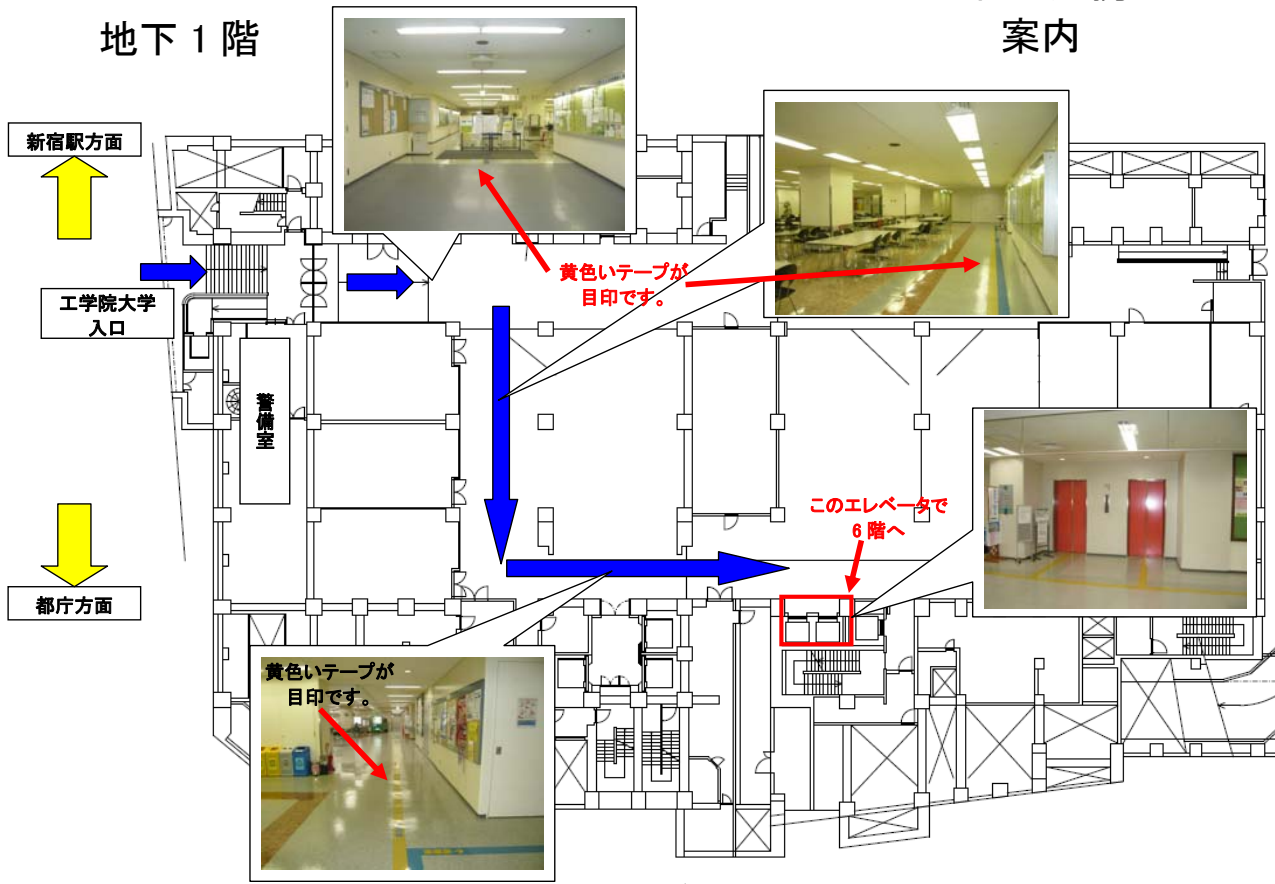 地下１階
案内
新宿駅方面
黄色いテープが
目印です。
工学院大学
入口
警備室
このエレベータで
６階へ
都庁方面
黄色いテープが
目印です。